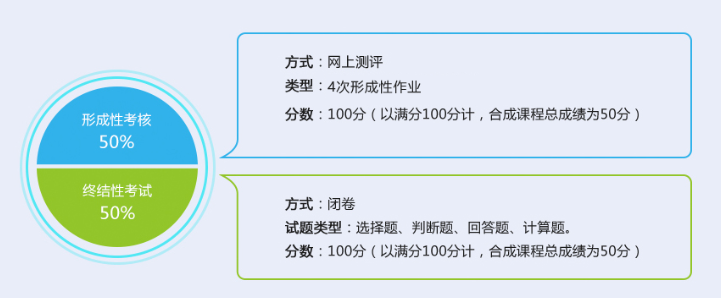 形成性考核
50%
终结性考试
50%
方式：网上测评
类型：4次形成性作业
分数：100分（以满分100分计，合成课程总成绩为50分）
方式：闭卷
试题类型：选择题、判断题、回答题、计算题。
分数：100分（以满分100分计，合成课程总成绩为50分）